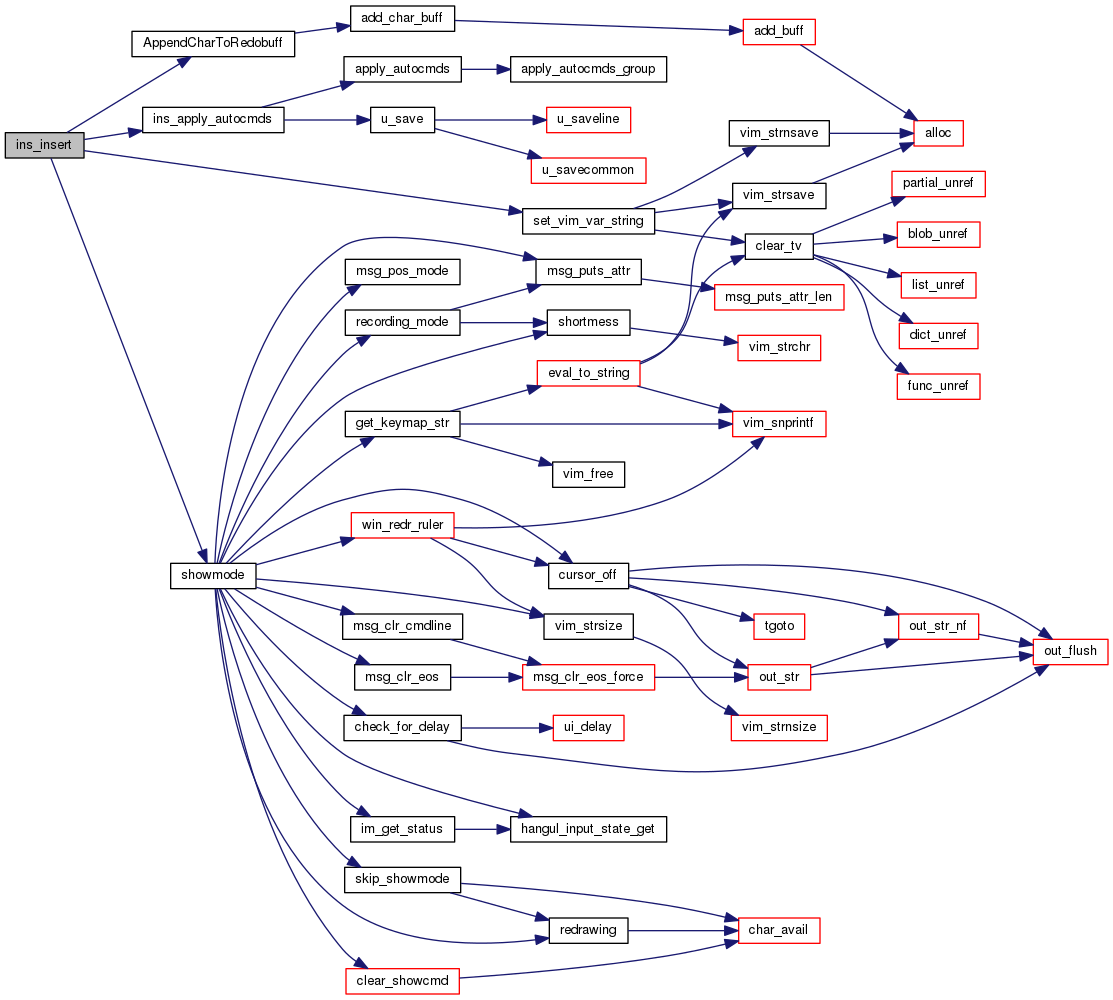 add_char_buff
add_buff
AppendCharToRedobuff
apply_autocmds
apply_autocmds_group
ins_apply_autocmds
u_save
u_saveline
vim_strnsave
alloc
ins_insert
u_savecommon
partial_unref
vim_strsave
set_vim_var_string
blob_unref
clear_tv
msg_pos_mode
msg_puts_attr
list_unref
msg_puts_attr_len
recording_mode
shortmess
dict_unref
vim_strchr
eval_to_string
func_unref
get_keymap_str
vim_snprintf
vim_free
win_redr_ruler
showmode
cursor_off
msg_clr_cmdline
vim_strsize
tgoto
out_str_nf
out_flush
msg_clr_eos
msg_clr_eos_force
out_str
check_for_delay
ui_delay
vim_strnsize
im_get_status
hangul_input_state_get
skip_showmode
redrawing
char_avail
clear_showcmd